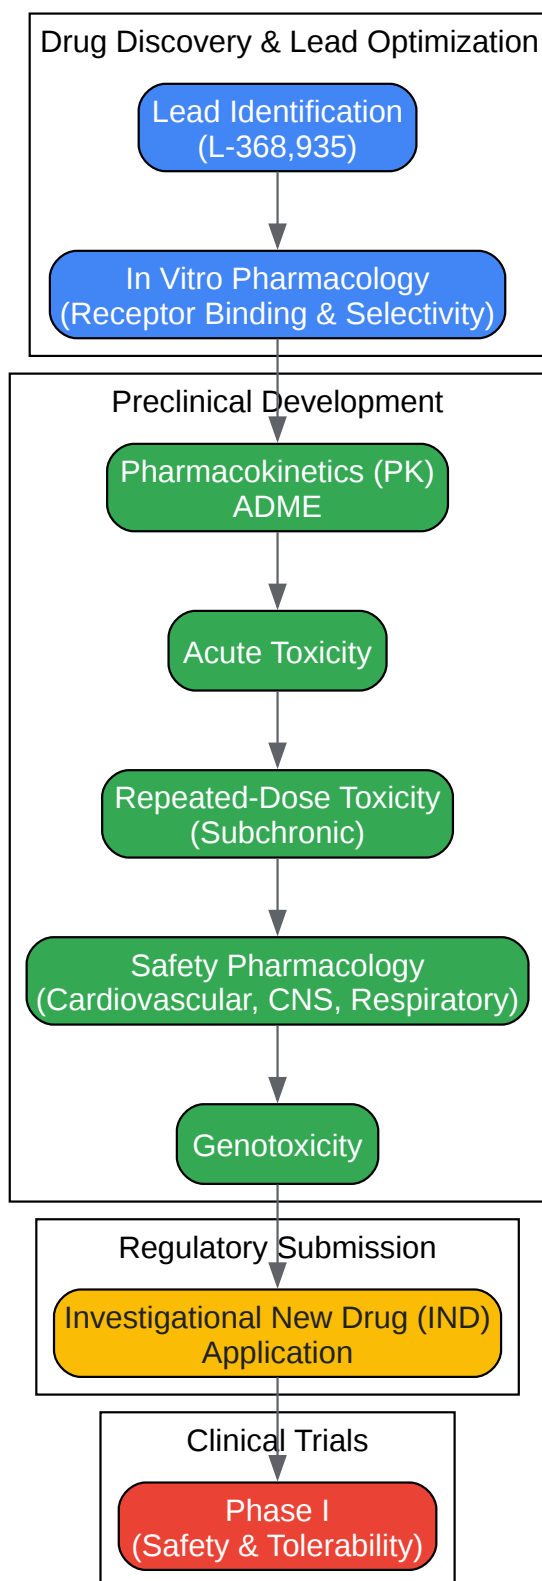 Drug Discovery & Lead Optimization
Lead Identification
(L-368,935)
In Vitro Pharmacology
(Receptor Binding & Selectivity)
Preclinical Development
Pharmacokinetics (PK)
ADME
Acute Toxicity
Repeated-Dose Toxicity
(Subchronic)
Safety Pharmacology
(Cardiovascular, CNS, Respiratory)
Genotoxicity
Regulatory Submission
Investigational New Drug (IND)
Application
Clinical Trials
Phase I
(Safety & Tolerability)